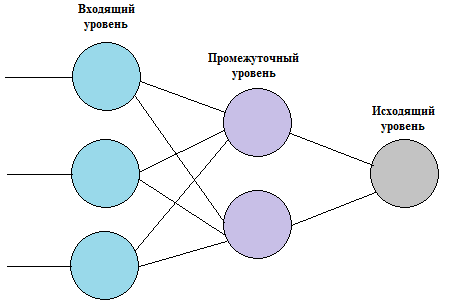 Входящий
уровень
Промежуточный
уровень
Исходящий
уровень